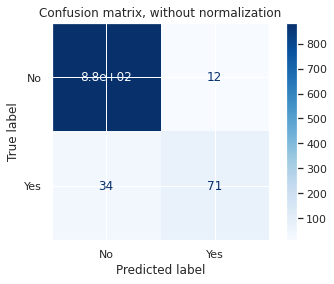 Confusion matrix, without normalization
No
8.8e+02
12
True label
Yes
34
71
No
Yes
Predicted label
800
700
600
500
400
300
200
100